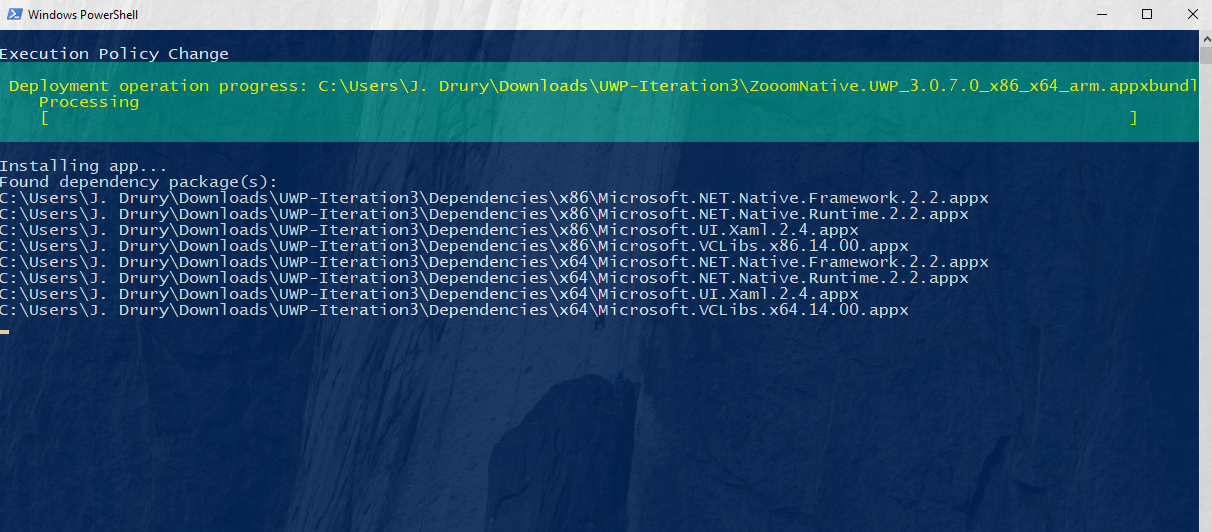 Windows PowerShell
Execution Policy Change
Deployment operation progress: C:\Users\J. Drury\Downloads\UWP-Iteration3\ZooomNative.UWP_3.0.7.0_x86_x64_arm.appxbundl
Processing
[ ]
Installing app...
Found dependency package(s):
C:\Users\J. Drury\Downloads\UWP-Iteration3\Dependencies\x86\Microsoft.NET.Native.Framework.2.2.appx
C:\Users\J. Drury\Downloads\UWP-Iteration3\Dependencies\x86\Microsoft.NET.Native.Runtime.2.2.appx
C:\Users\J. Drury\Downloads\UWP-Iteration3\Dependencies\x86\Microsoft.UI.Xaml.2.4.appx
C:\Users\J. Drury\Downloads\UWP-Iteration3\Dependencies\x86\Microsoft.VCLibs.x86.14.00.appx
C:\Users\J. Drury\Downloads\UWP-Iteration3\Dependencies\x64\Microsoft.NET.Native.Framework.2.2.appx
C:\Users\J. Drury\Downloads\UWP-Iteration3\Dependencies\x64\Microsoft.NET.Native.Runtime.2.2.appx
C:\Users\J. Drury\Downloads\UWP-Iteration3\Dependencies\x64\Microsoft.UI.Xaml.2.4.appx
C:\Users\J. Drury\Downloads\UWP-Iteration3\Dependencies\x64\Microsoft.VCLibs.x64.14.00.appx